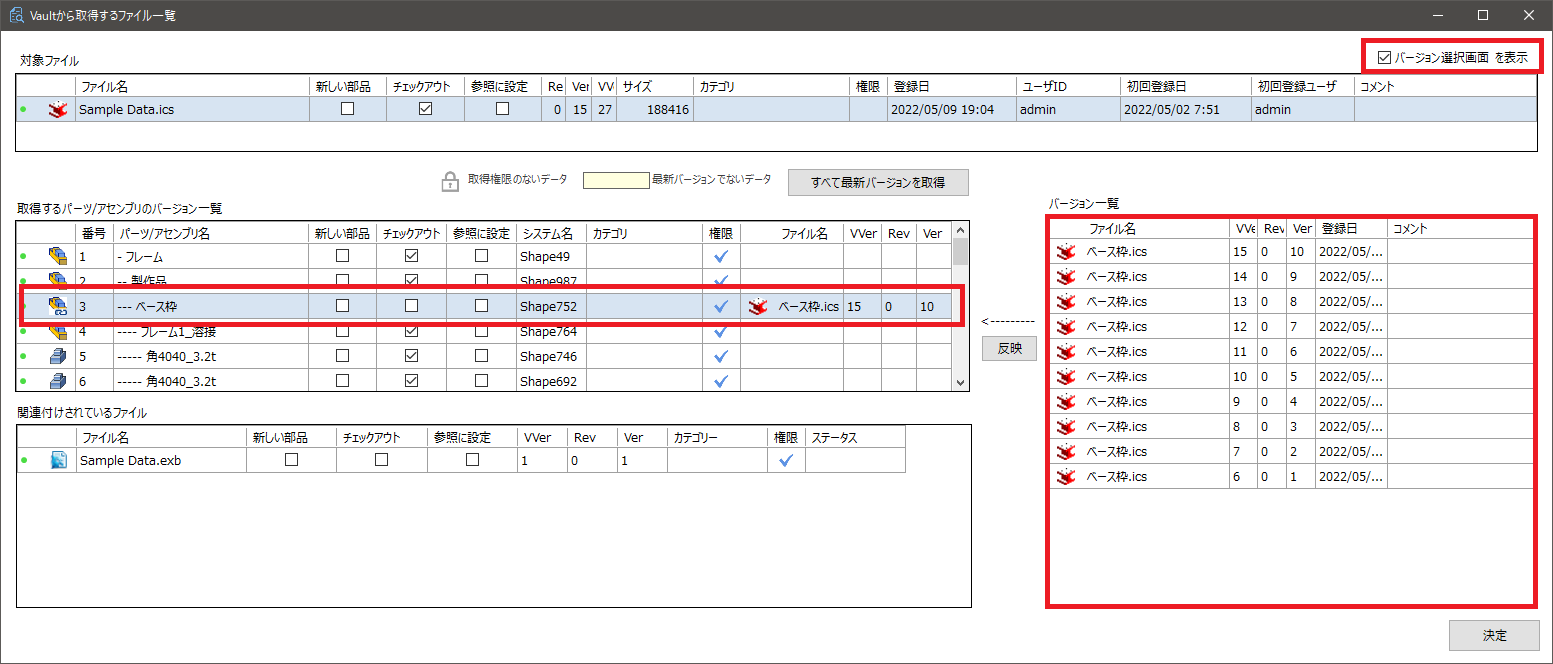 Vaultから取得するファイル一覧
対象ファイル
バージョン選択画面 を表示
ファイル名 新しい部品 チェックアウト 参照に設定 Re Ver VV サイズ カテゴリ 権限 登録日 ユーザID 初回登録日 初回登録ユーザ コメント
Sample Data.ics 0 15 27 188416 2022/05/09 19:04 admin 2022/05/02 7:51 admin
取得権限のないデータ 最新バージョンでないデータ すべて最新バージョンを取得
取得するパーツ/アセンブリのバージョン一覧
番号 パーツ/アセンブリ名 新しい部品 チェックアウト 参照に設定 システム名 カテゴリ 権限 ファイル名 VVer Rev Ver
1 - フレーム Shape49
2 -- 製作品 Shape987
3 --- ベース枠 Shape752 ベース枠.ics 15 0 10
4 ---- フレーム1_溶接 Shape764
5 ----- 角4040_3.2t Shape746
6 ----- 角4040_3.2t Shape692
<---------
反映
バージョン一覧
ファイル名 VVe Rev Ver 登録日 コメント
ベース枠.ics 15 0 10 2022/05/...
ベース枠.ics 14 0 9 2022/05/...
ベース枠.ics 13 0 8 2022/05/...
ベース枠.ics 12 0 7 2022/05/...
ベース枠.ics 11 0 6 2022/05/...
ベース枠.ics 10 0 5 2022/05/...
ベース枠.ics 9 0 4 2022/05/...
ベース枠.ics 8 0 3 2022/05/...
ベース枠.ics 7 0 2 2022/05/...
ベース枠.ics 6 0 1 2022/05/...
関連付けされているファイル
ファイル名 新しい部品 チェックアウト 参照に設定 VVer Rev Ver カテゴリー 権限 ステータス
Sample Data.exb 1 0 1
決定